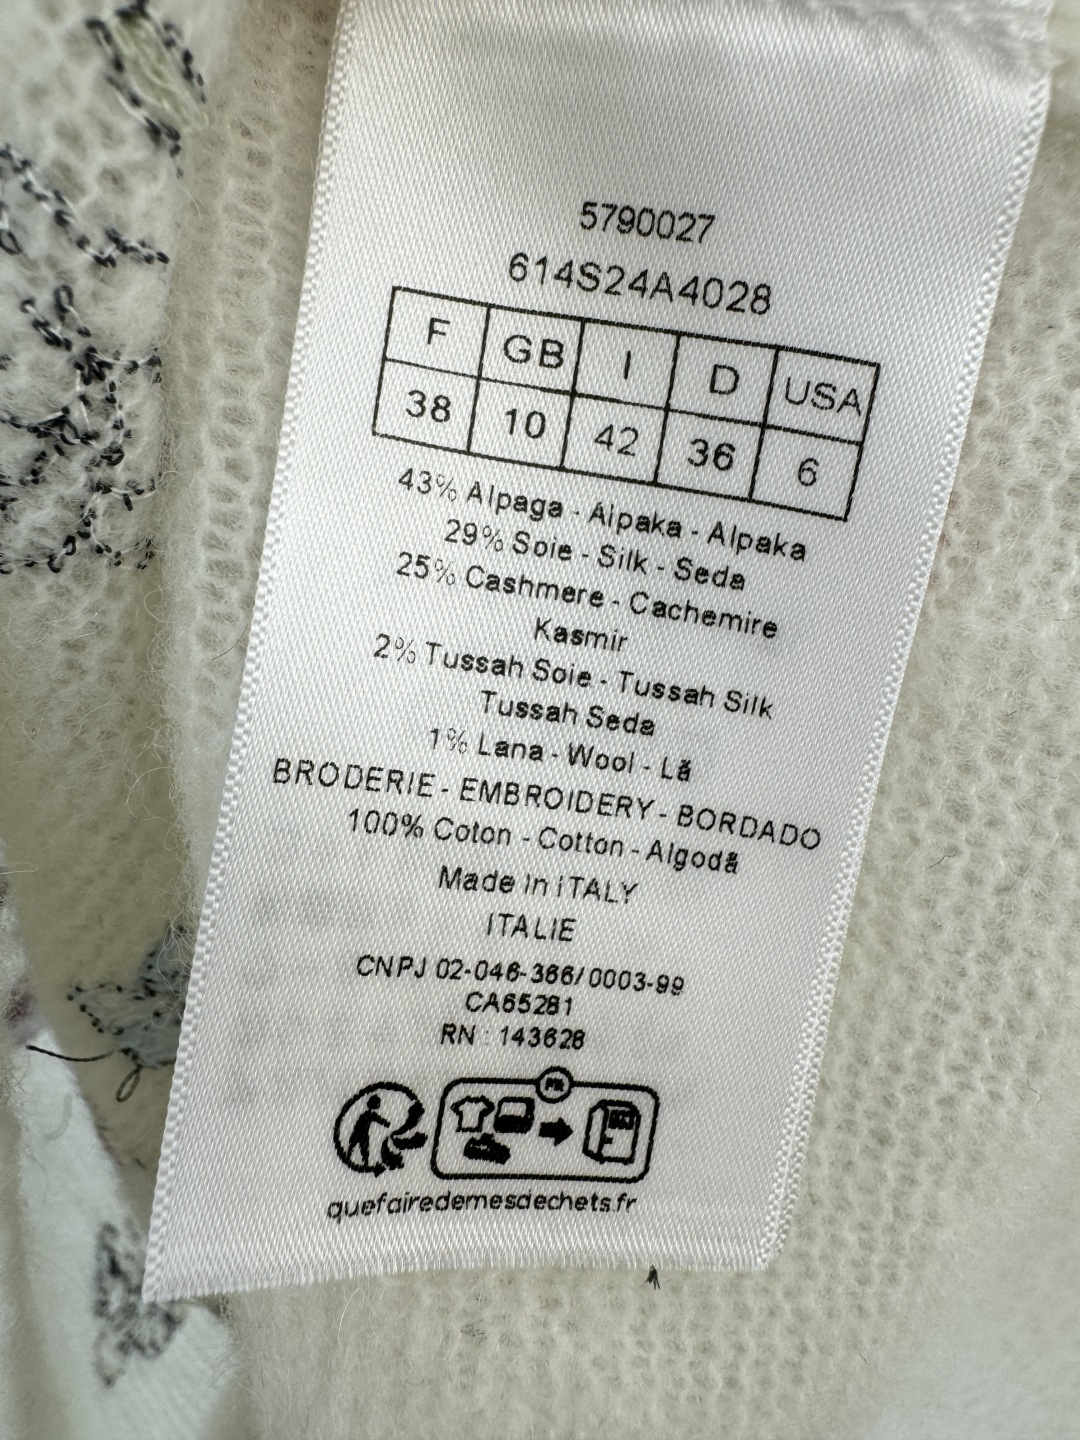 5790027
614S24A4028
F GB I D USA
38 10 42 36 6
43% Alpaga - Alpaka - Alpaka
29% Soie - Silk - Seda
25% Cashmere - Cachemire
Kasmir
2% Tussah Soie - Tussah Silk
Tussah Seda
1% Lana - Wool - Lã
BRODERIE - EMBROIDERY - BORDADO
100% Coton - Cotton - Algodã
Made In ITALY
ITALIE
CNPJ 02-046-366/0003-99
CA65281
RN : 143628
FR
quefairedemesdechets.fr